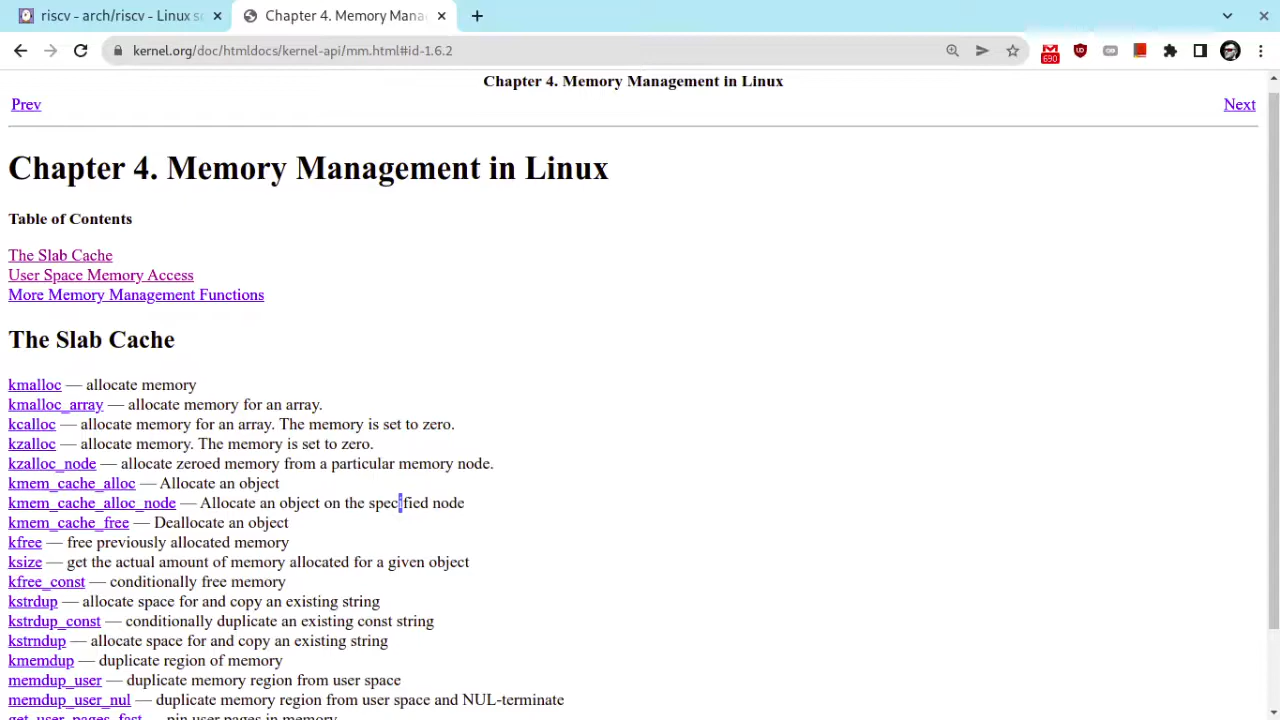 riscv - arch/riscv - Linux s
Chapter 4. Memory Mana
kernel.org/doc/htmldocs/kernel-api/mm.html#id-1.6.2
690
Chapter 4. Memory Management in Linux
Prev
Next
Chapter 4. Memory Management in Linux
Table of Contents
The Slab Cache
User Space Memory Access
More Memory Management Functions
The Slab Cache
kmalloc — allocate memory
kmalloc_array — allocate memory for an array.
kcalloc — allocate memory for an array. The memory is set to zero.
kzalloc — allocate memory. The memory is set to zero.
kzalloc_node — allocate zeroed memory from a particular memory node.
kmem_cache_alloc — Allocate an object
kmem_cache_alloc_node — Allocate an object on the specified node
kmem_cache_free — Deallocate an object
kfree — free previously allocated memory
ksize — get the actual amount of memory allocated for a given object
kfree_const — conditionally free memory
kstrdup — allocate space for and copy an existing string
kstrdup_const — conditionally duplicate an existing const string
kstrndup — allocate space for and copy an existing string
kmemdup — duplicate region of memory
memdup_user — duplicate memory region from user space
memdup_user_nul — duplicate memory region from user space and NUL-terminate
get_user_pages_fast — pin user pages in memory